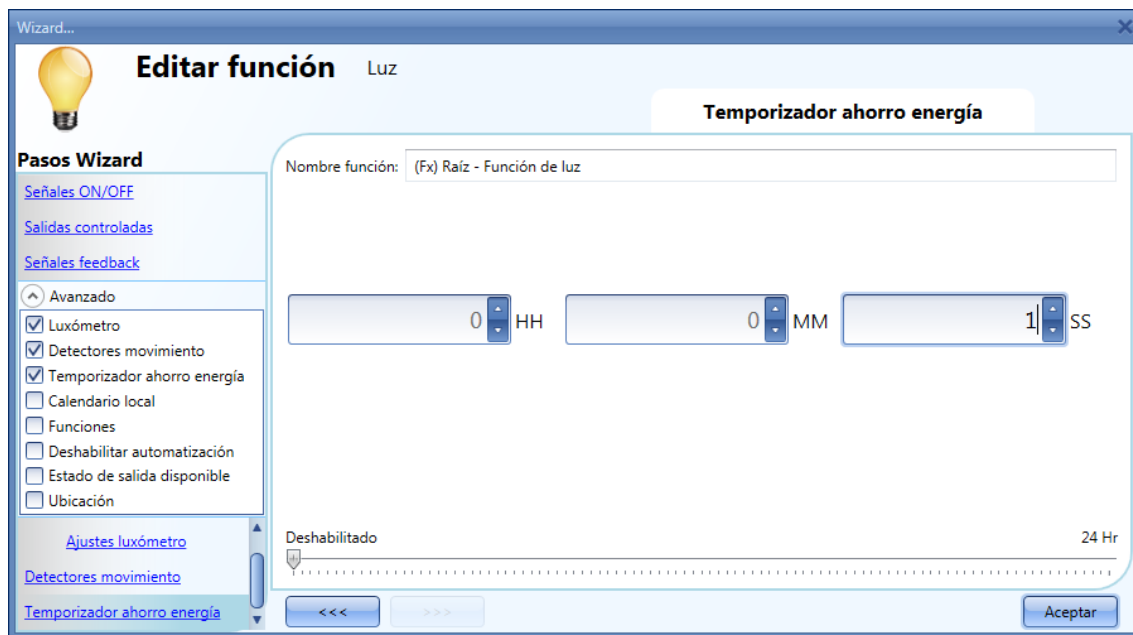 Wizard...
Editar función Luz
Temporizador ahorro energía
Pasos Wizard
Señales ON/OFF
Salidas controladas
Señales feedback
Avanzado
Luxómetro
Detectores movimiento
Temporizador ahorro energía
Calendario local
Funciones
Deshabilitar automatización
Estado de salida disponible
Ubicación
Ajustes luxómetro
Detectores movimiento
Temporizador ahorro energía
Nombre función: (Fx) Raíz - Función de luz
0 HH 0 MM 1 SS
Deshabilitado 24 Hr
<<< >>> Aceptar